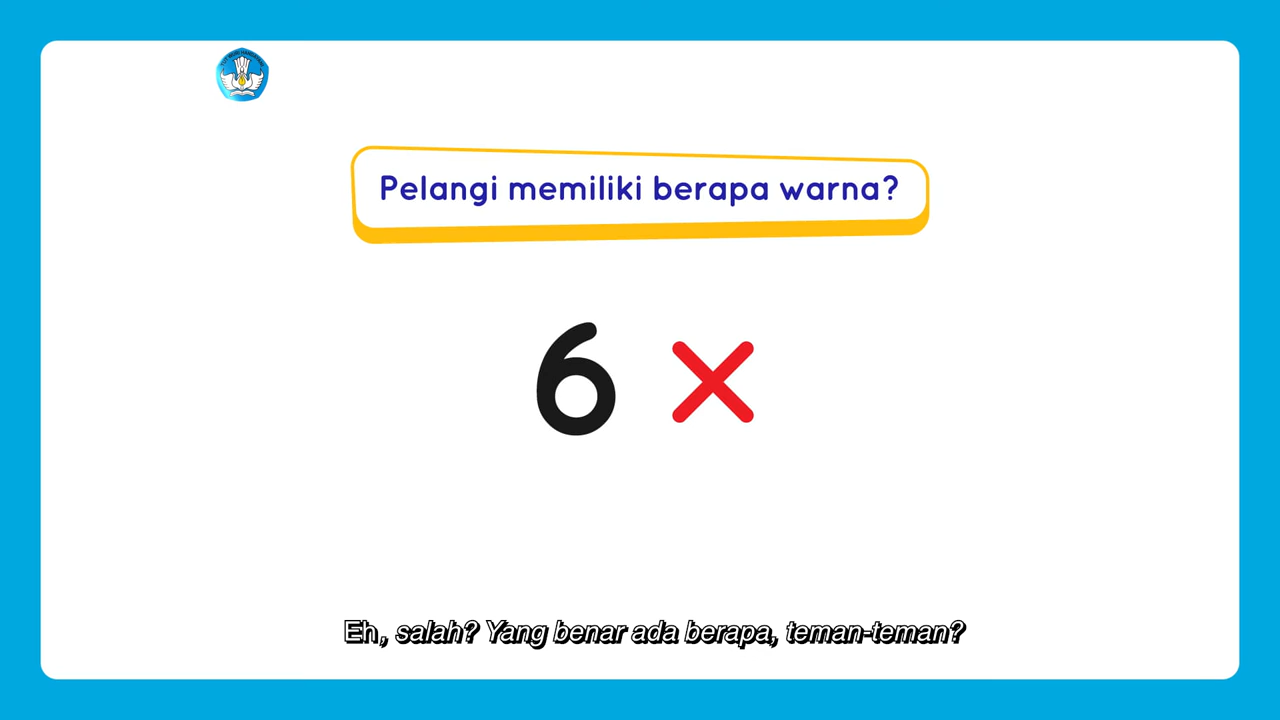 Pelangi memiliki berapa warna?
6
Eh, salah? Yang benar ada berapa, teman-teman?